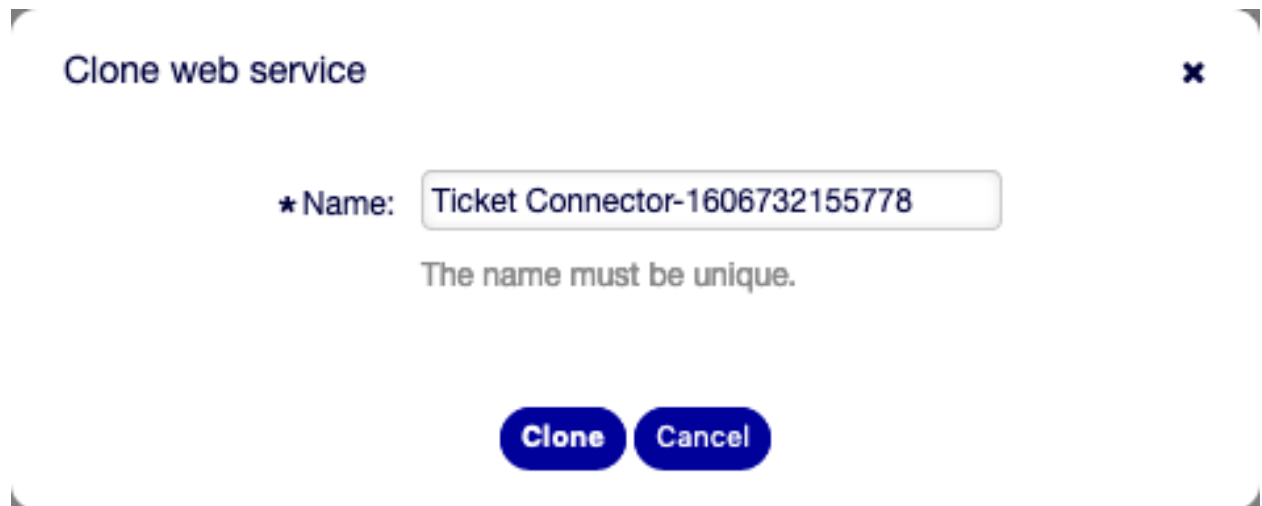 Clone web service ✖
* Name: Ticket Connector-1606732155778
The name must be unique.
Clone Cancel